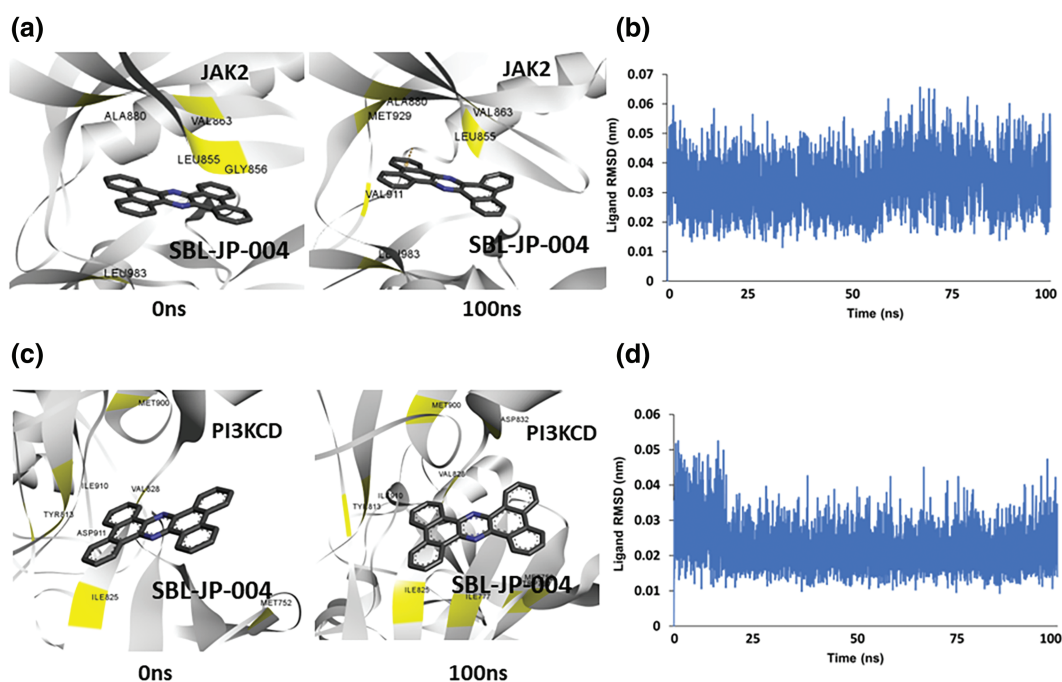 (a)
JAK2
ALA880
VAL863
LEU855
GLY856
SBL-JP-004
LEU983
0ns
JAK2
ALA880
MET929
VAL863
LEU855
VAL911
SBL-JP-004
LEU983
100ns
(b)
Ligand RMSD (nm)
0.07
0.06
0.05
0.04
0.03
0.02
0.01
0
0 25 50 75 100
Time (ns)
(c)
MET900
PI3KCD
ILE910
VAL828
TYR813
ASP911
SBL-JP-004
ILE825
MET752
0ns
MET900
ASP832
PI3KCD
VAL828
ILE910
TYR813
SBL-JP-004
ILE825
ILE777
100ns
(d)
Ligand RMSD (nm)
0.06
0.05
0.04
0.03
0.02
0.01
0
0 25 50 75 100
Time (ns)